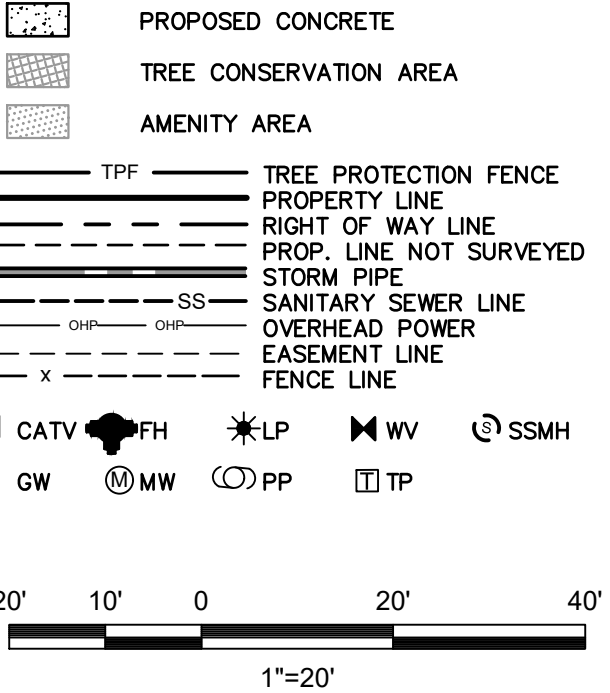 PROPOSED CONCRETE
TREE CONSERVATION AREA
AMENITY AREA
TPF TREE PROTECTION FENCE
PROPERTY LINE
RIGHT OF WAY LINE
PROP. LINE NOT SURVEYED
STORM PIPE
SS SANITARY SEWER LINE
OHP OHP OVERHEAD POWER
EASEMENT LINE
X FENCE LINE
CATV FH LP WV S SSMH
GW M MW PP T TP
20' 10' 0 20' 40'
1"=20'